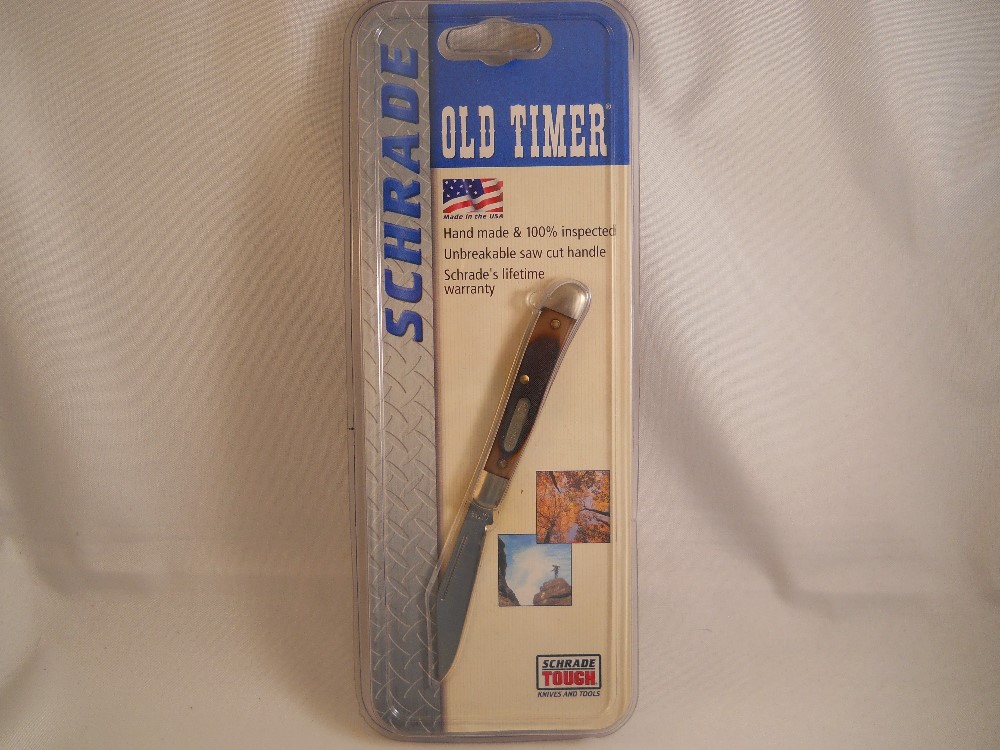 SCHRADE
OLD TIMER®
Made in the USA
Hand made & 100% inspected
Unbreakable saw cut handle
Schrade's lifetime
warranty
SCHRADE
TOUGH
KNIVES AND TOOLS